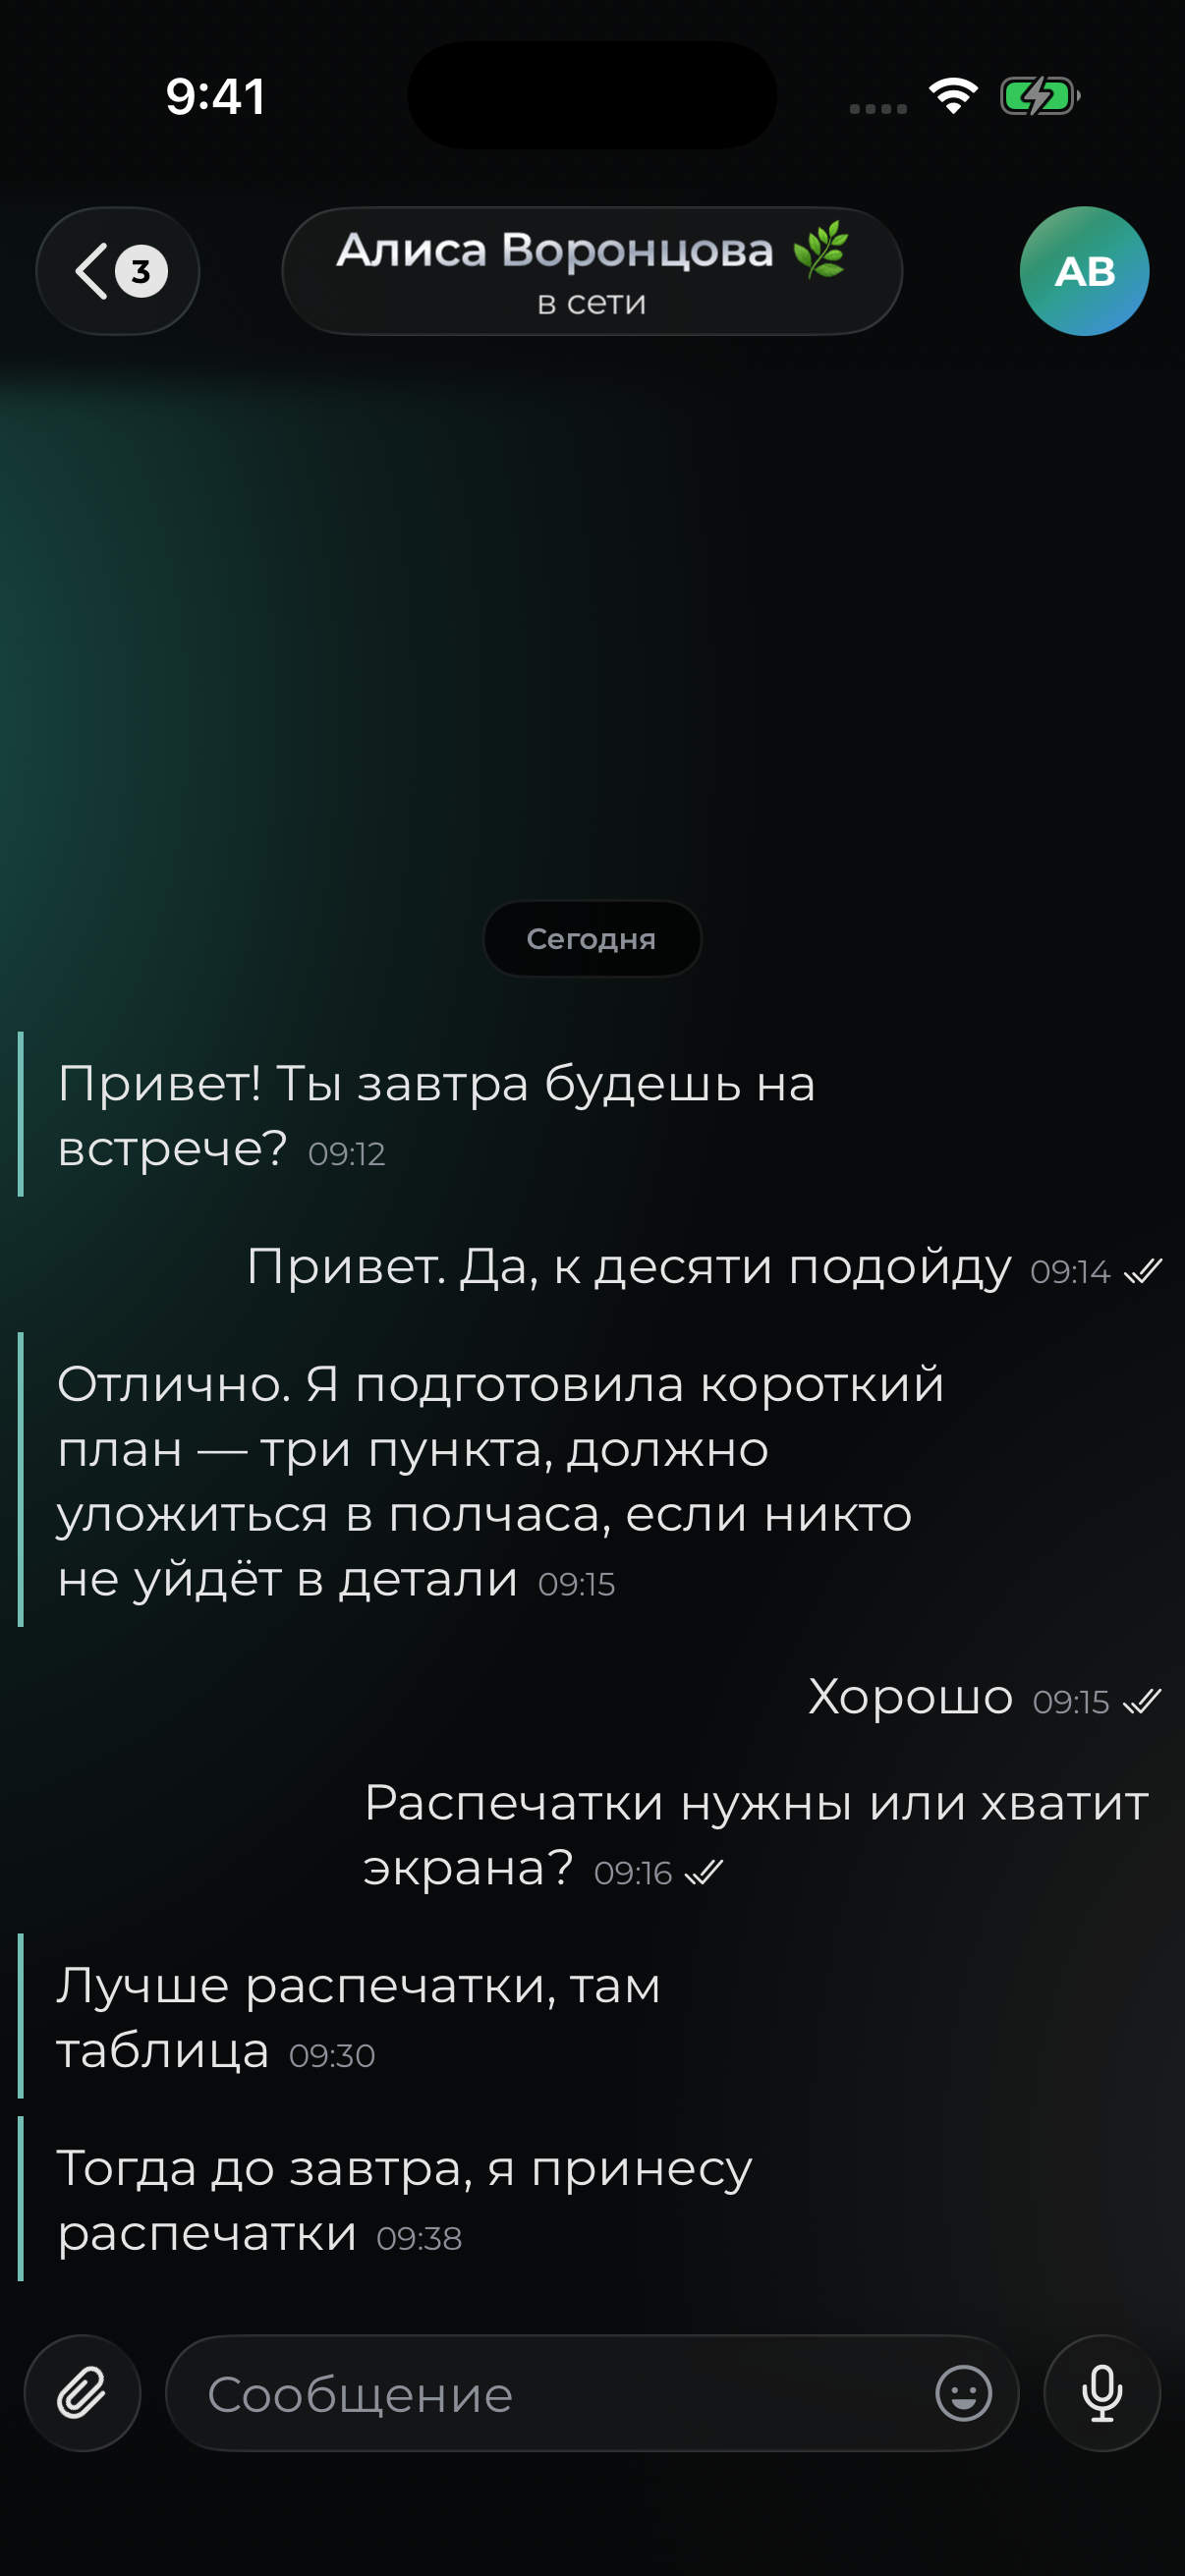 9:41
3
Алиса Воронцова 🌿
в сети
АВ
Сегодня
Привет! Ты завтра будешь на
встрече? 09:12
Привет. Да, к десяти подойду 09:14
Отлично. Я подготовила короткий
план — три пункта, должно
уложиться в полчаса, если никто
не уйдёт в детали 09:15
Хорошо 09:15
Распечатки нужны или хватит
экрана? 09:16
Лучше распечатки, там
таблица 09:30
Тогда до завтра, я принесу
распечатки 09:38
Сообщение